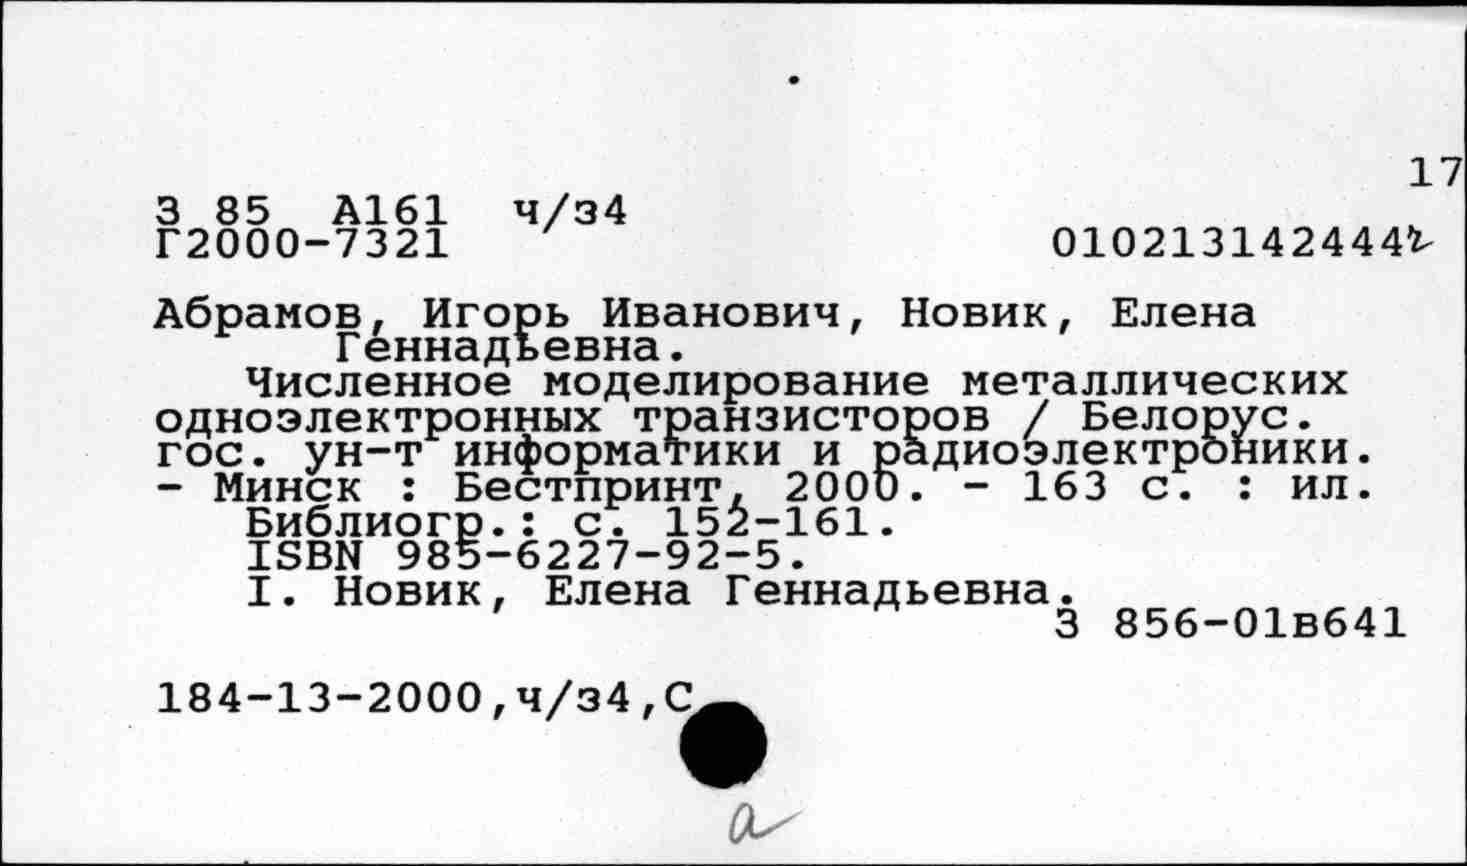 17
З 85 А161 ч/з4
Г2000-7321
010213142444г
Абрамов, Игорь Иванович, Новик, Елена
Геннадьевна.
Численное моделирование металлических
одноэлектронных транзисторов / Белорус.
гос. ун-т информатики и радиоэлектроники.
- Минск : Бестпринт, 2000. - 163 с. : ил.
Библиогр.: с. 152-161.
ISBN 985-6227-92-5.
I. Новик, Елена Геннадьевна.
З 856-01в641
184-13-2000,ч/з4,С
а